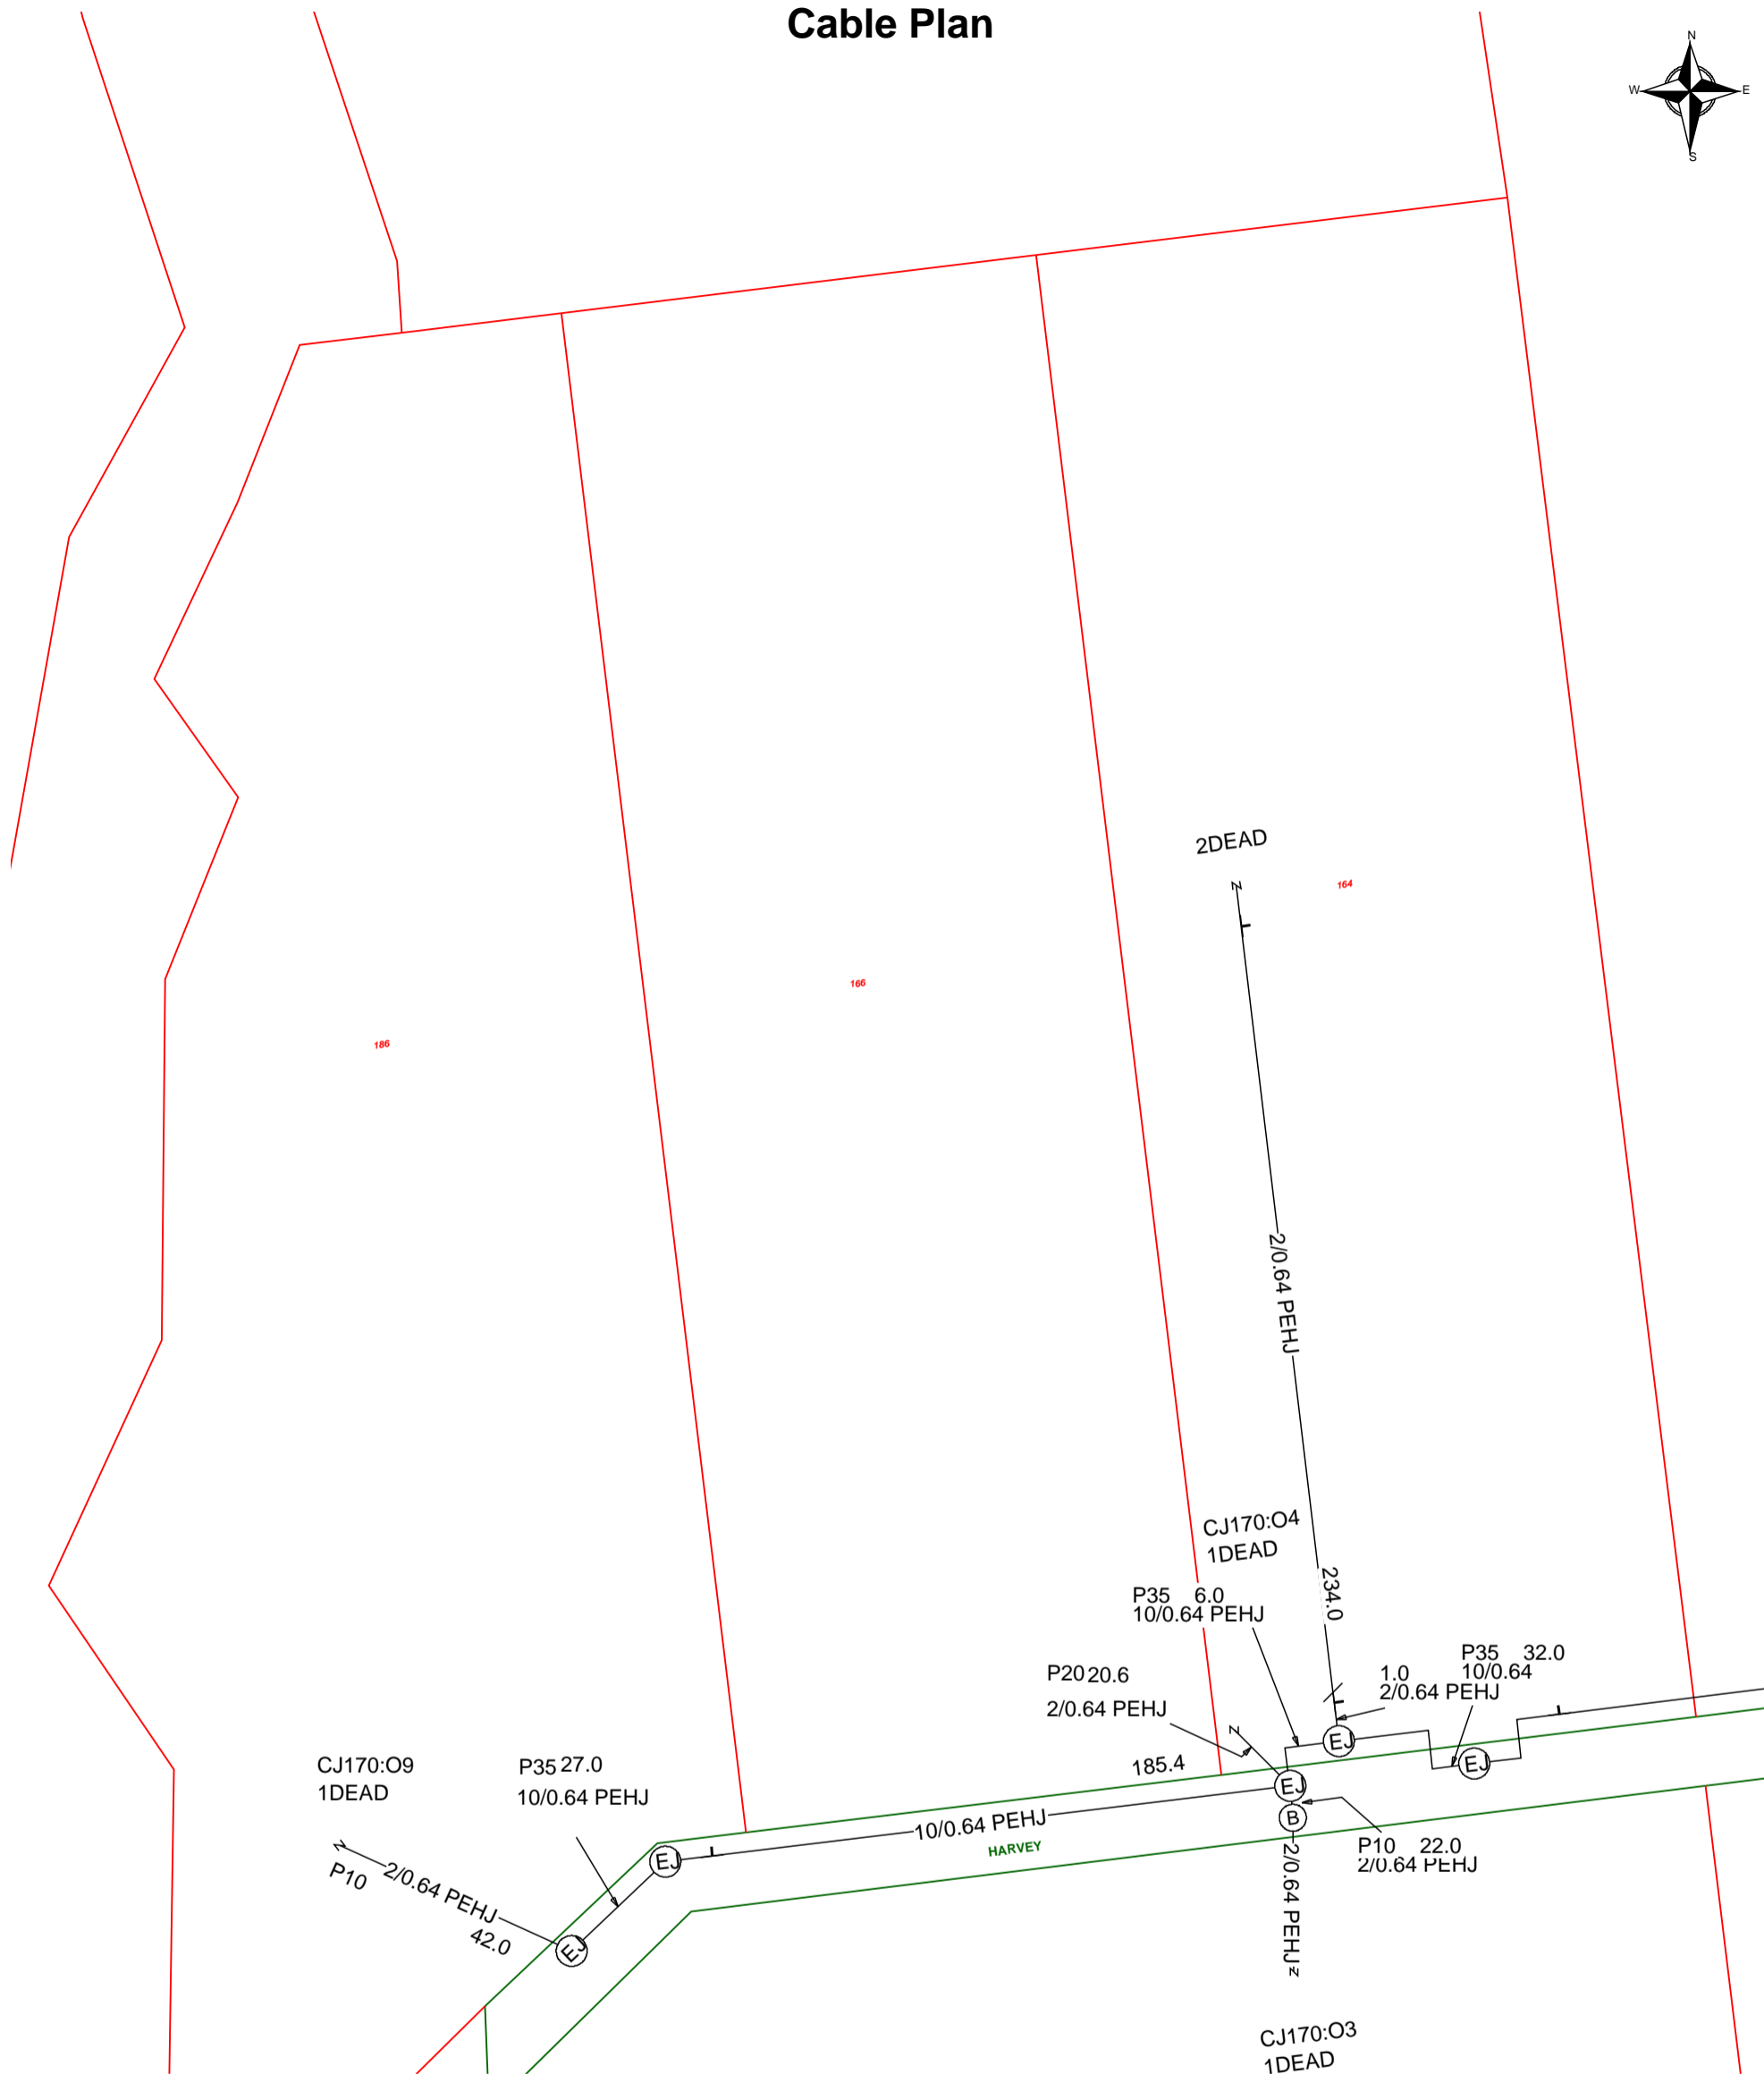 Cable Plan
N
W
E
S
2DEAD
164
166
186
2/0.64 PEHJ
CJ170:O4
1DEAD
234.0
P35 6.0
10/0.64 PEHJ
P35 32.0
10/0.64
1.0
2/0.64 PEHJ
P20 20.6
2/0.64 PEHJ
EJ
EJ
CJ170:O9
1DEAD
P35 27.0
10/0.64 PEHJ
185.4
EJ
B
10/0.64 PEHJ
HARVEY
P10 22.0
2/0.64 PEHJ
EJ
2/0.64 PEHJ
P10
42.0
EJ
2/0.64 PEHJ
CJ170:O3
1DEAD